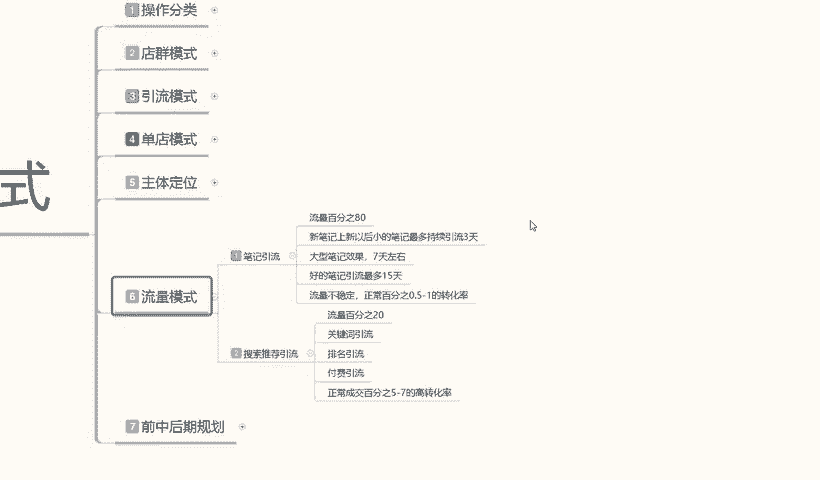 式
1 操作分类
2 店群模式
3 引流模式
4 单店模式
5 主体定位
6 流量模式
1 笔记引流
流量百分之80
新笔记上新以后小的笔记最多持续引流3天
大型笔记效果，7天左右
好的笔记引流最多15天
流量不稳定，正常百分之0.5-1的转化率
2 搜索推荐引流
流量百分之20
关键词引流
排名引流
付费引流
正常成交百分之5-7的高转化率
7 前中后期规划